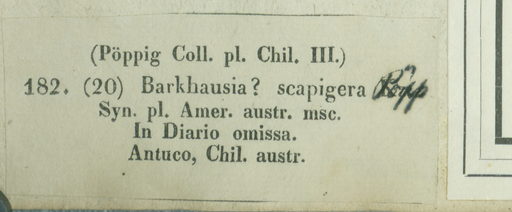 (Pöppig Coll. pl. Chil. III.)
182. (20) Barkhausia? scapigera Pöpp
Syn. pl. Amer. austr. msc.
In Diario omissa.
Antuco, Chil. austr.